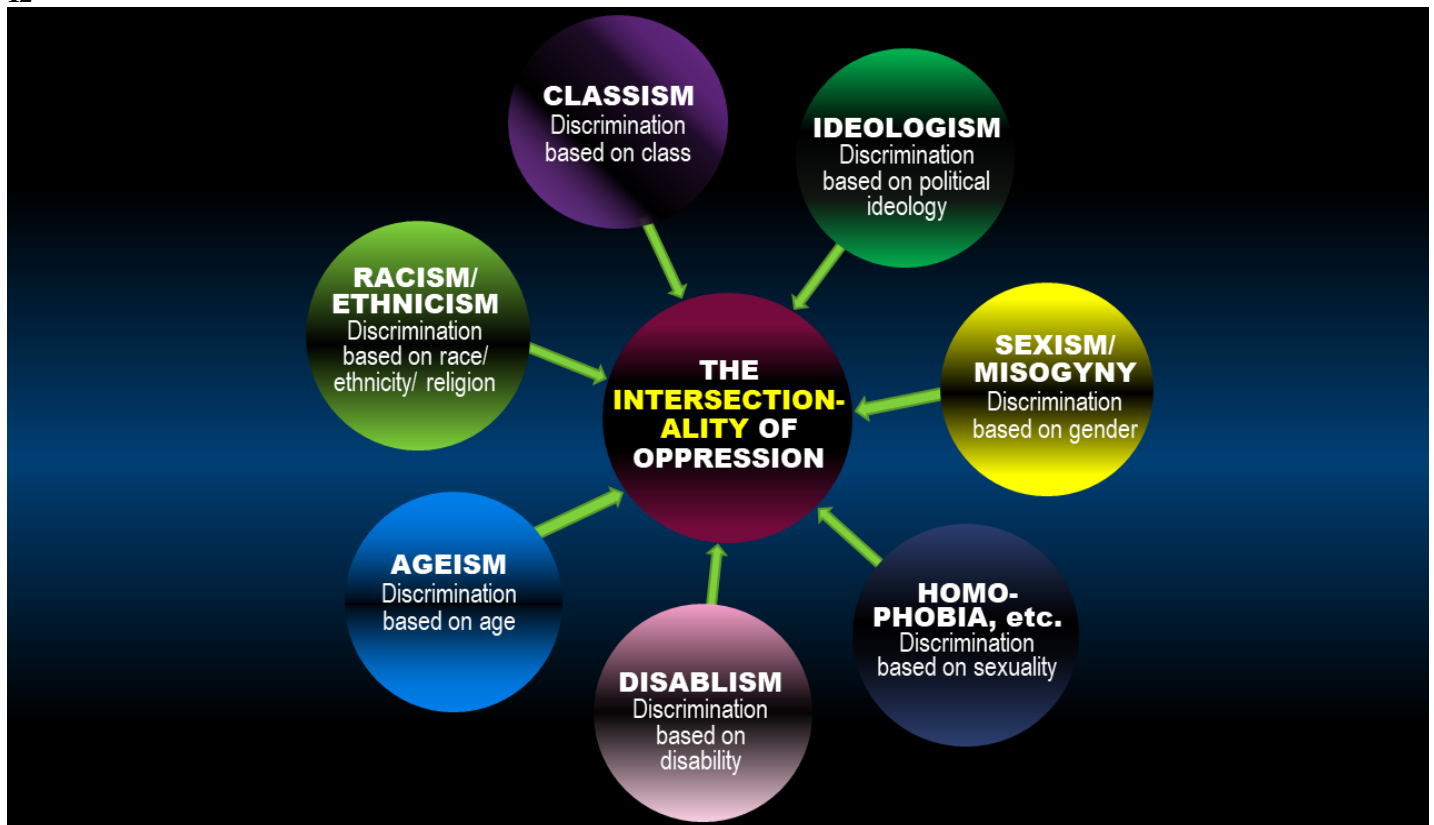 12
CLASSISM
Discrimination
based on class
IDEOLOGISM
Discrimination
based on political
ideology
RACISM/
ETHNICISM
Discrimination
based on race/
ethnicity/ religion
SEXISM/
MISOGYNY
Discrimination
based on gender
THE
INTERSECTION-
ALITY OF
OPPRESSION
AGEISM
Discrimination
based on age
HOMO-
PHOBIA, etc.
Discrimination
based on sexuality
DISABLISM
Discrimination
based on
disability